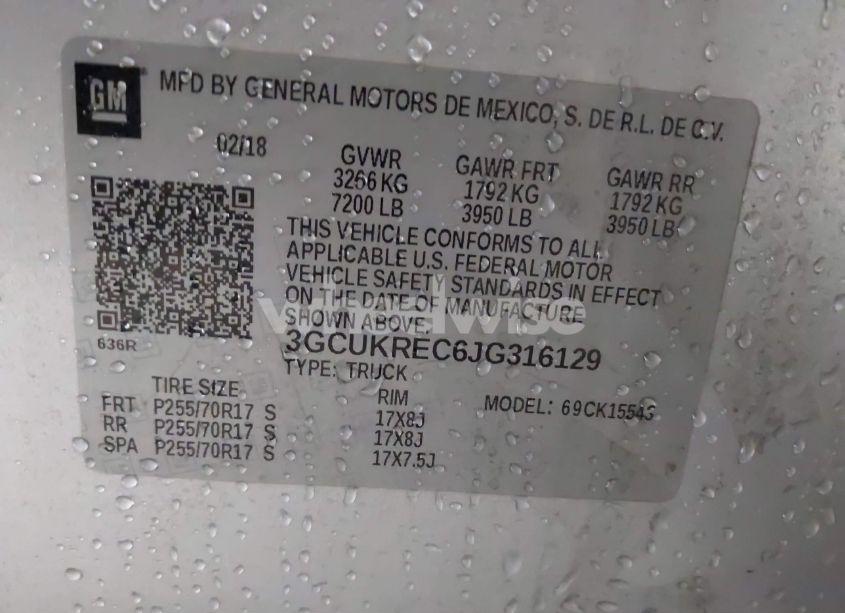 GM
MFD BY GENERAL MOTORS DE MEXICO, S. DE R.L. DE C.V.
02/18
GVWR GAWR FRT GAWR RR
3266 KG 1792 KG 1792 KG
7200 LB 3950 LB 3950 LB
THIS VEHICLE CONFORMS TO ALL
APPLICABLE U.S. FEDERAL MOTOR
VEHICLE SAFETY STANDARDS IN EFFECT
ON THE DATE OF MANUFACTURE
SHOWN ABOVE.
636R
3GCUKREC6JG316129
TYPE: TRUCK
MODEL: 69CK15543
TIRE SIZE RIM
FRT P255/70R17 S 17X8J
RR P255/70R17 S 17X8J
SPA P255/70R17 S 17X7.5J